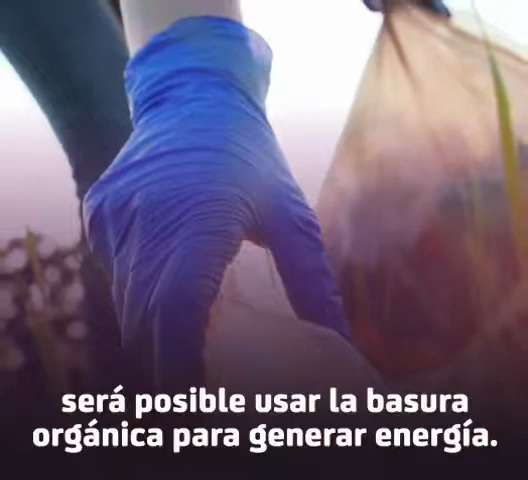 será posible usar la basura
orgánica para generar energía.